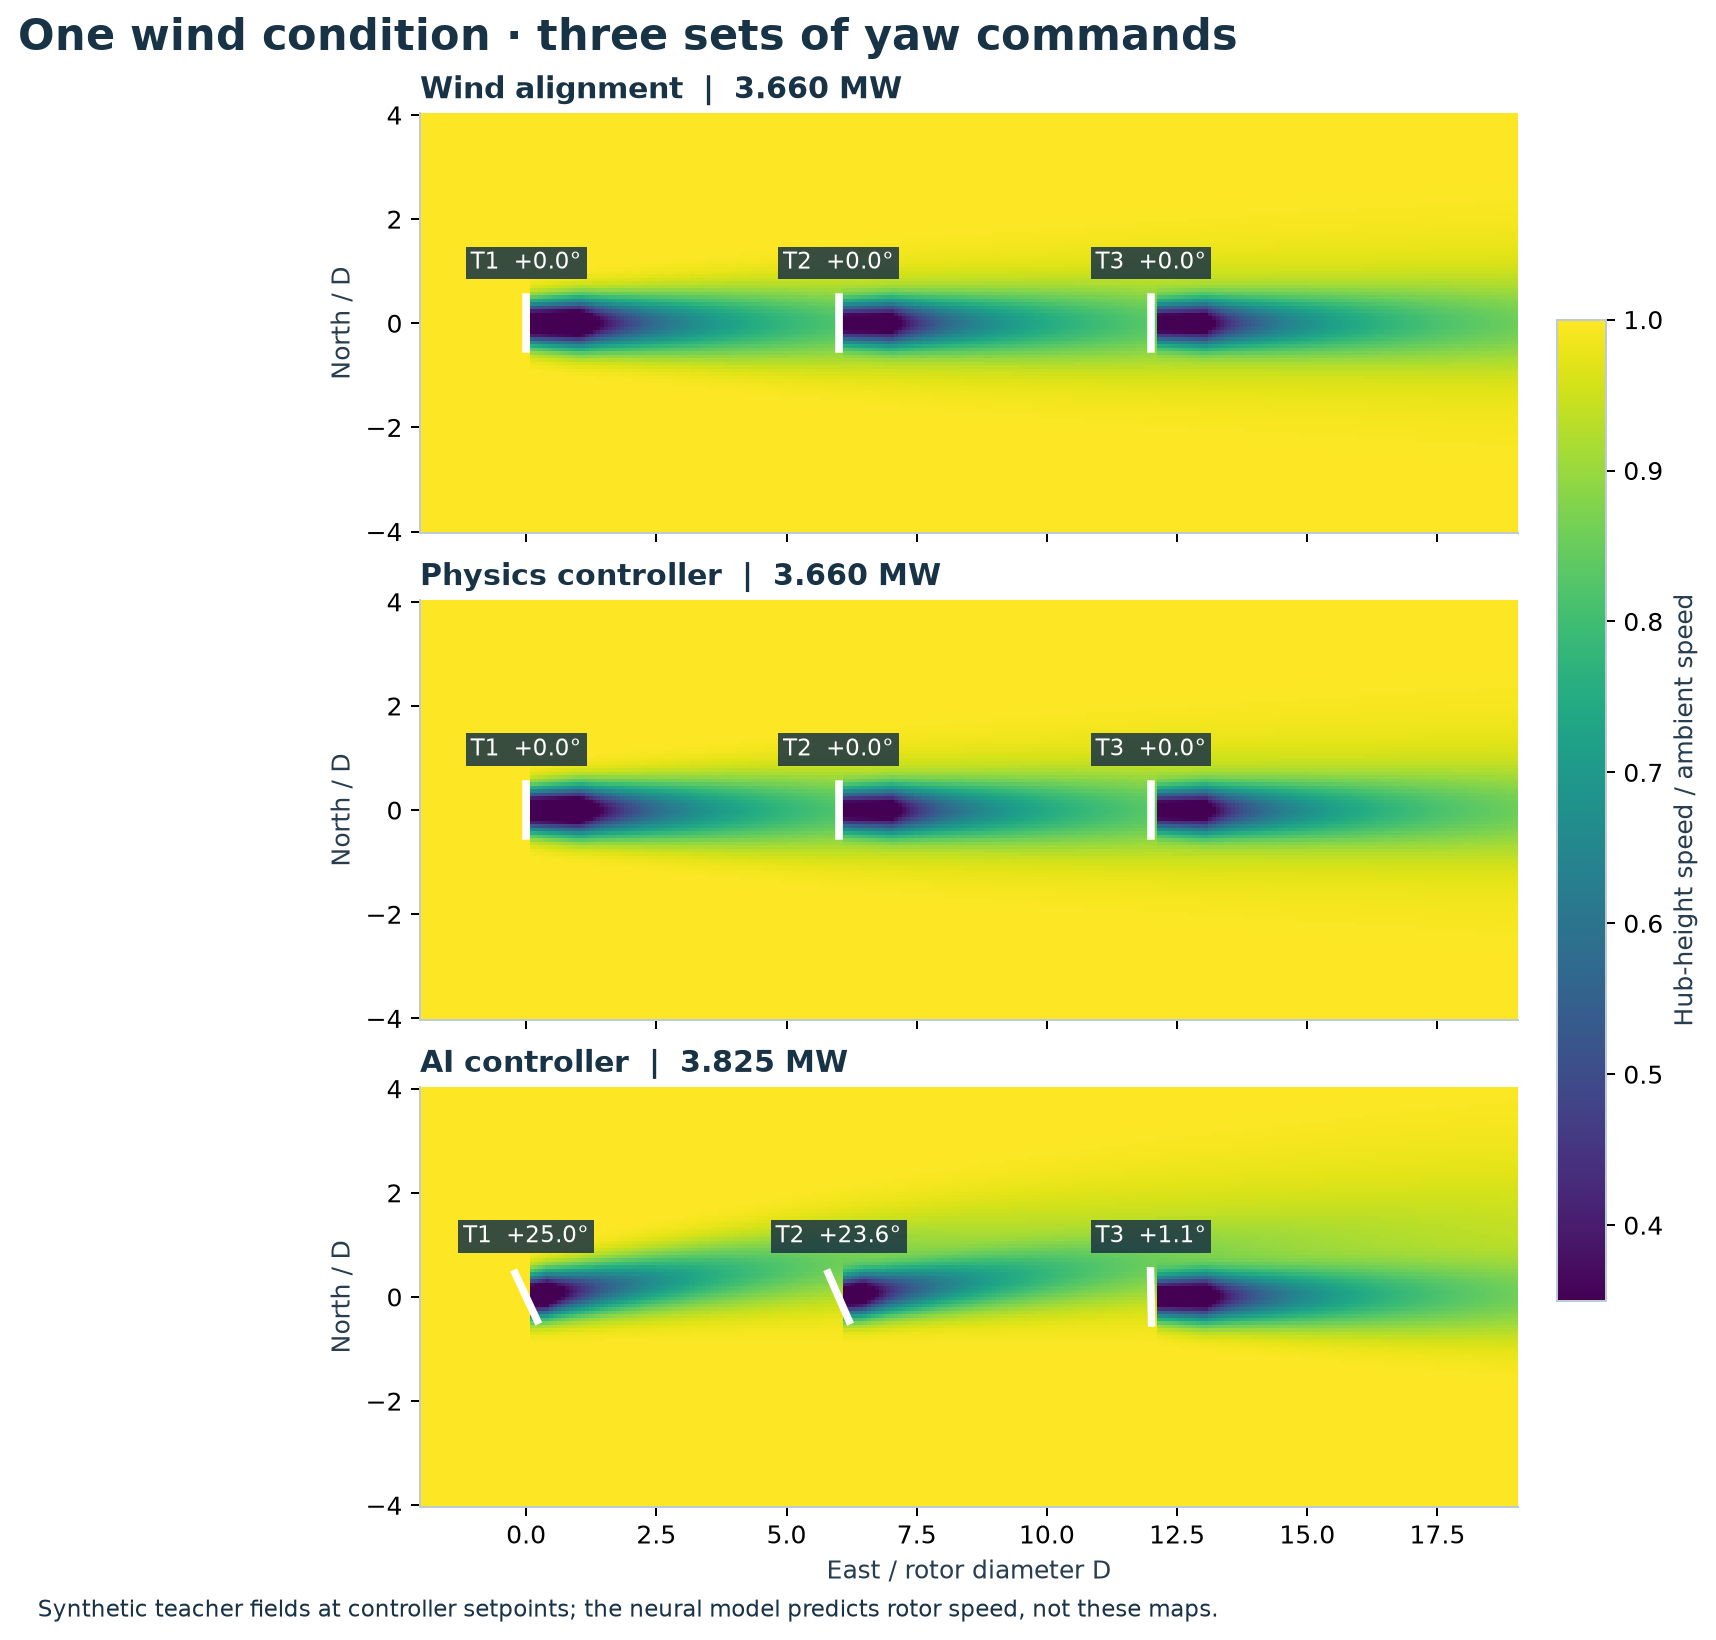 One wind condition · three sets of yaw commands
Wind alignment | 3.660 MW
4
2
0
−2
−4
North / D
T1 +0.0°
T2 +0.0°
T3 +0.0°
Physics controller | 3.660 MW
4
2
0
−2
−4
North / D
T1 +0.0°
T2 +0.0°
T3 +0.0°
AI controller | 3.825 MW
4
2
0
−2
−4
North / D
T1 +25.0°
T2 +23.6°
T3 +1.1°
0.0 2.5 5.0 7.5 10.0 12.5 15.0 17.5
East / rotor diameter D
1.0
0.9
0.8
0.7
0.6
0.5
0.4
Hub-height speed / ambient speed
Synthetic teacher fields at controller setpoints; the neural model predicts rotor speed, not these maps.